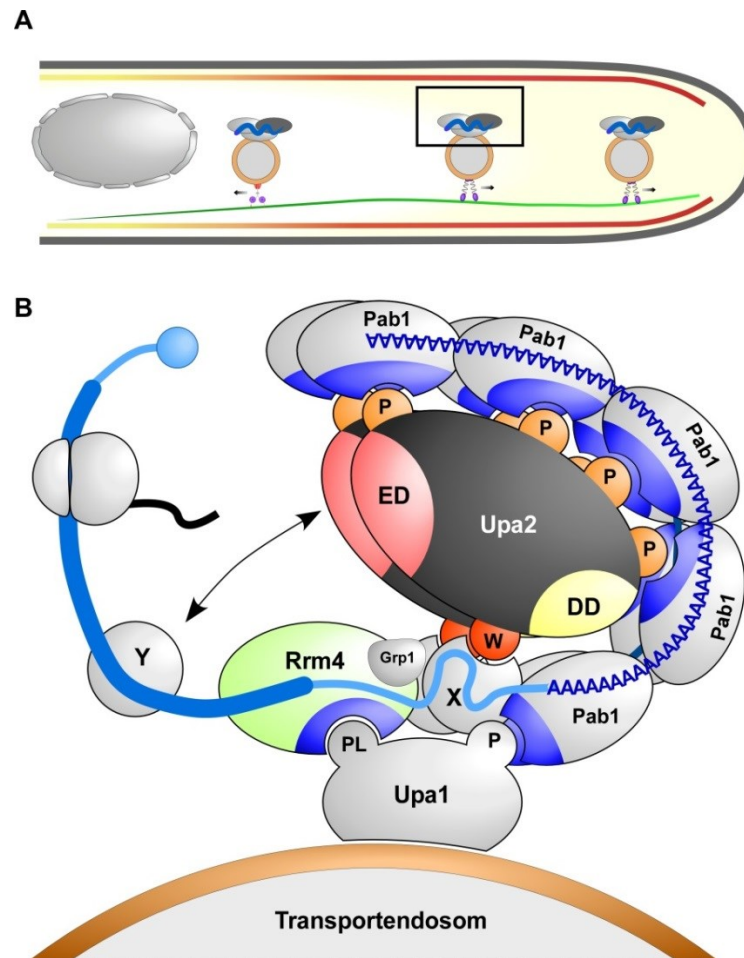 A
B
Pab1
Pab1
P
P
Pab1
ED
P
Upa2
P
DD
Pab1
W
Y
Rrm4
Grp1
X
Pab1
PL
P
Upa1
Transportendosom